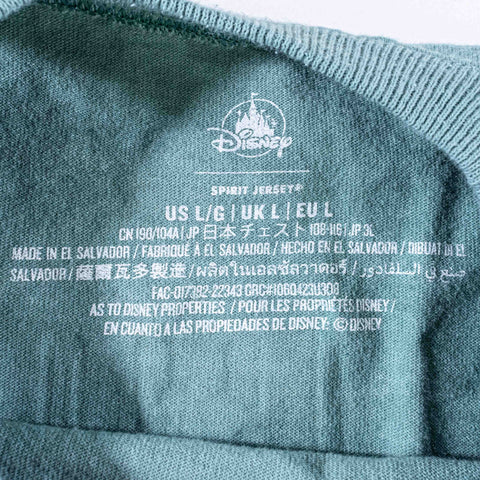 Disney
SPIRIT JERSEY®
US L/G | UK L | EU L
CN 190/104A | JP 日本 チェスト 108-116 | JP 3L
MADE IN EL SALVADOR / FABRIQUÉ À EL SALVADOR / HECHO EN EL SALVADOR / DIBUAT DI EL
SALVADOR / 薩爾瓦多製造 / ผลิตในเอลซัลวาดอร์ / صنع في السلفادور
FAC-017392-22343 CRC#1060423U308
AS TO DISNEY PROPERTIES / POUR LES PROPRIÉTÉS DISNEY /
EN CUANTO A LAS PROPIEDADES DE DISNEY: © DISNEY